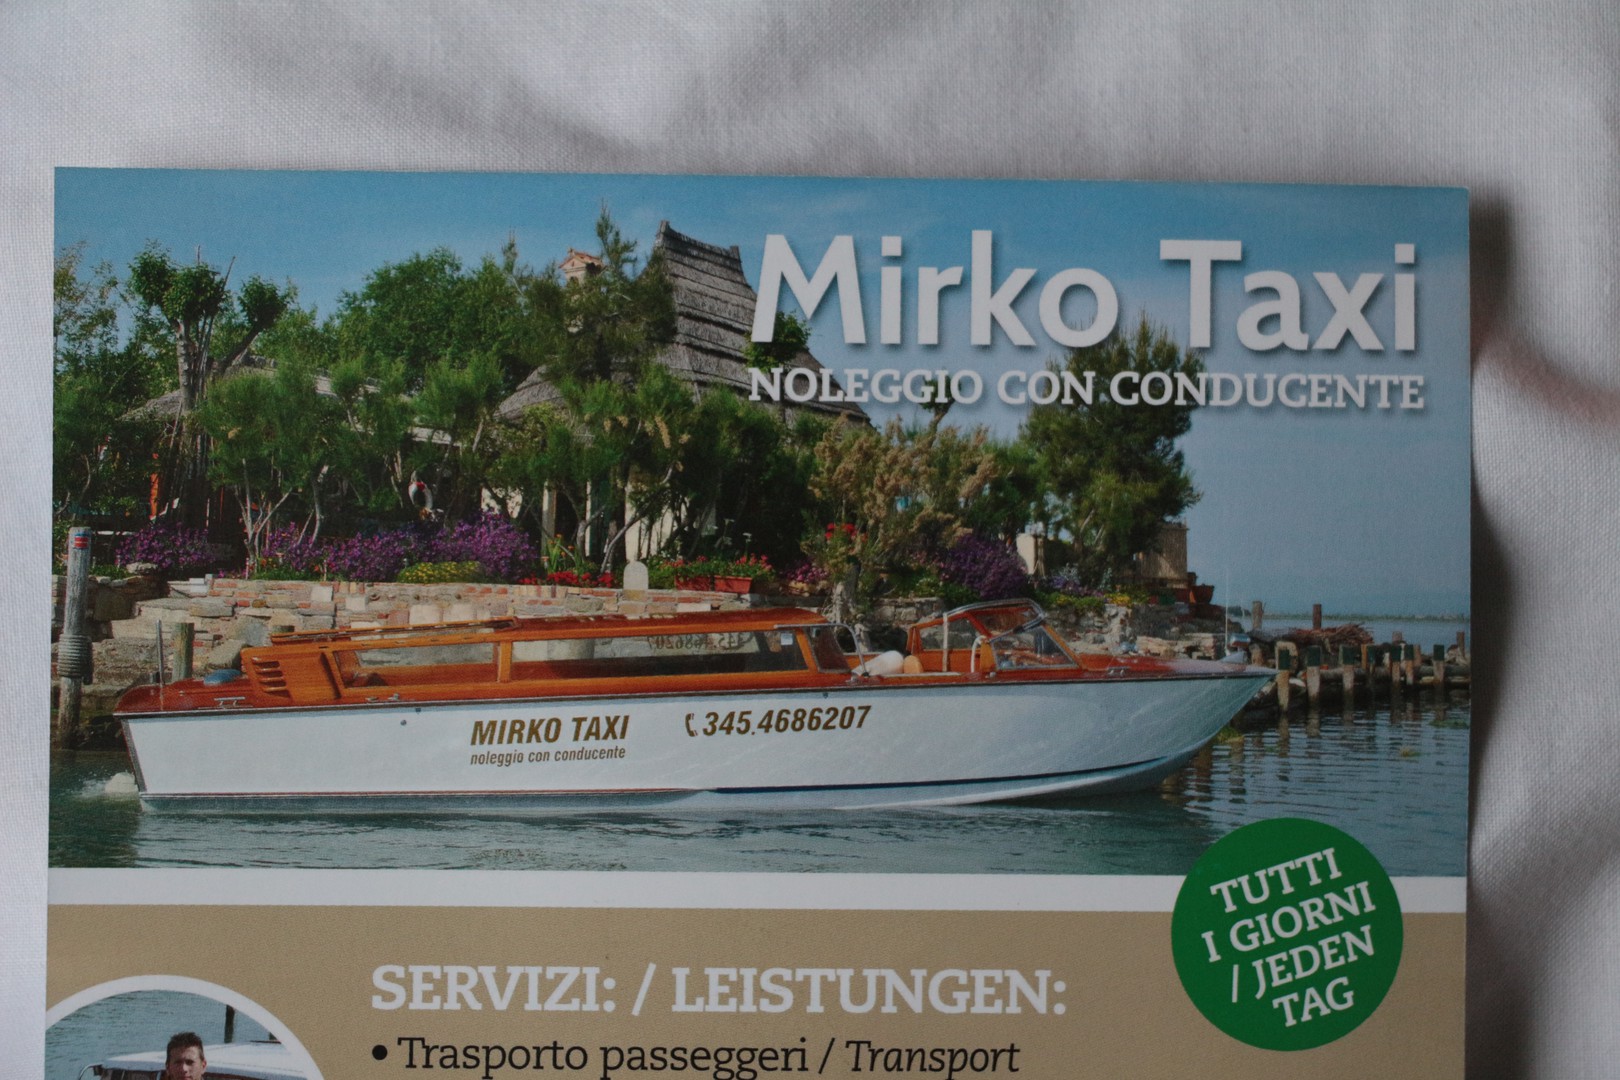 Mirko Taxi
NOLEGGIO CON CONDUCENTE
MIRKO TAXI
noleggio con conducente
345.4686207
TUTTI
I GIORNI
/ JEDEN
TAG
SERVIZI: / LEISTUNGEN:
• Trasporto passeggeri / Transport